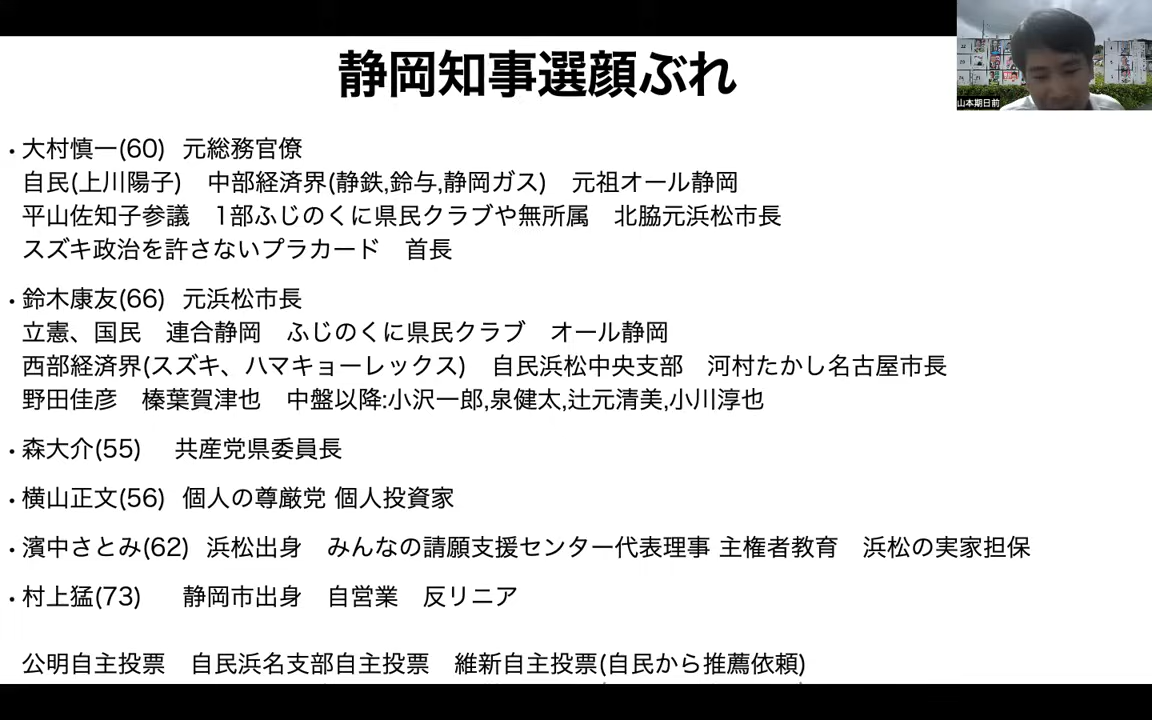 静岡知事選顔ぶれ
山本期日前
・大村慎一(60) 元総務官僚
自民(上川陽子) 中部経済界(静鉄,鈴与,静岡ガス) 元祖オール静岡
平山佐知子参議 1部ふじのくに県民クラブや無所属 北脇元浜松市長
スズキ政治を許さないプラカード 首長
・鈴木康友(66) 元浜松市長
立憲、国民 連合静岡 ふじのくに県民クラブ オール静岡
西部経済界(スズキ、ハマキョーレックス) 自民浜松中央支部 河村たかし名古屋市長
野田佳彦 榛葉賀津也 中盤以降:小沢一郎,泉健太,辻元清美,小川淳也
・森大介(55) 共産党県委員長
・横山正文(56) 個人の尊厳党 個人投資家
・濱中さとみ(62) 浜松出身 みんなの請願支援センター代表理事 主権者教育 浜松の実家担保
・村上猛(73) 静岡市出身 自営業 反リニア
公明自主投票 自民浜名支部自主投票 維新自主投票(自民から推薦依頼)